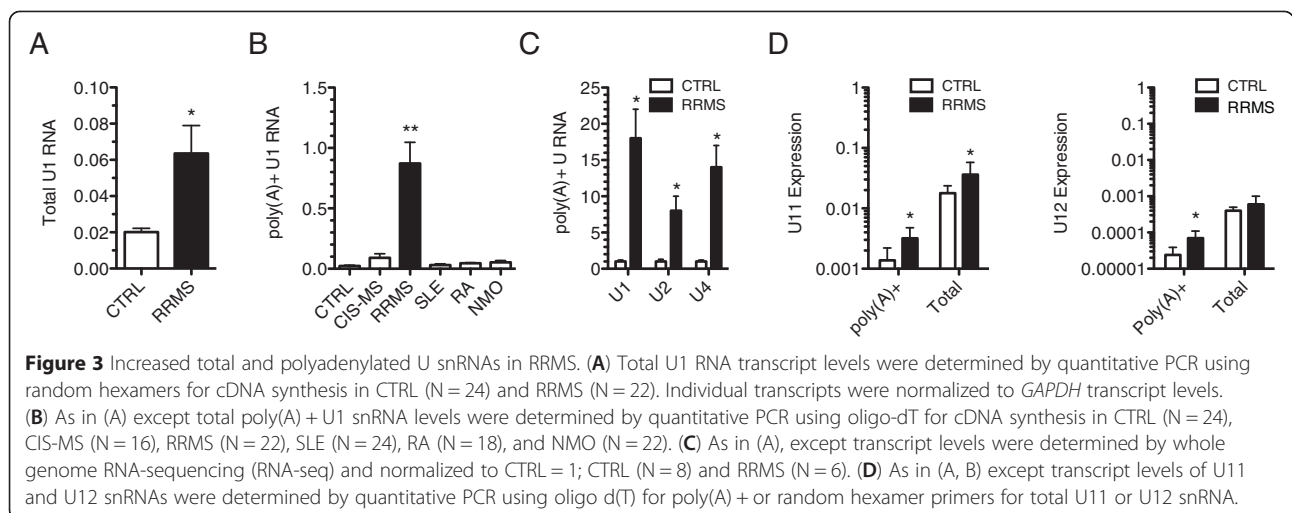 A
B
C
D
Total U1 RNA
0.10
0.08
0.06
0.04
0.02
0.00
*
CTRL
RRMS
poly(A)+ U1 RNA
1.5
1.0
0.5
0.0
**
CTRL
CIS-MS
RRMS
SLE
RA
NMO
poly(A)+ U RNA
25
20
15
10
5
0
CTRL
RRMS
*
*
*
U1
U2
U4
U11 Expression
1
0.1
0.01
0.001
CTRL
RRMS
*
*
poly(A)+
Total
U12 Expression
1
0.1
0.01
0.001
0.0001
0.00001
CTRL
RRMS
*
Poly(A)+
Total
Figure 3 Increased total and polyadenylated U snRNAs in RRMS. (A) Total U1 RNA transcript levels were determined by quantitative PCR using
random hexamers for cDNA synthesis in CTRL (N = 24) and RRMS (N = 22). Individual transcripts were normalized to GAPDH transcript levels.
(B) As in (A) except total poly(A) + U1 snRNA levels were determined by quantitative PCR using oligo-dT for cDNA synthesis in CTRL (N = 24),
CIS-MS (N = 16), RRMS (N = 22), SLE (N = 24), RA (N = 18), and NMO (N = 22). (C) As in (A), except transcript levels were determined by whole
genome RNA-sequencing (RNA-seq) and normalized to CTRL = 1; CTRL (N = 8) and RRMS (N = 6). (D) As in (A, B) except transcript levels of U11
and U12 snRNAs were determined by quantitative PCR using oligo d(T) for poly(A) + or random hexamer primers for total U11 or U12 snRNA.